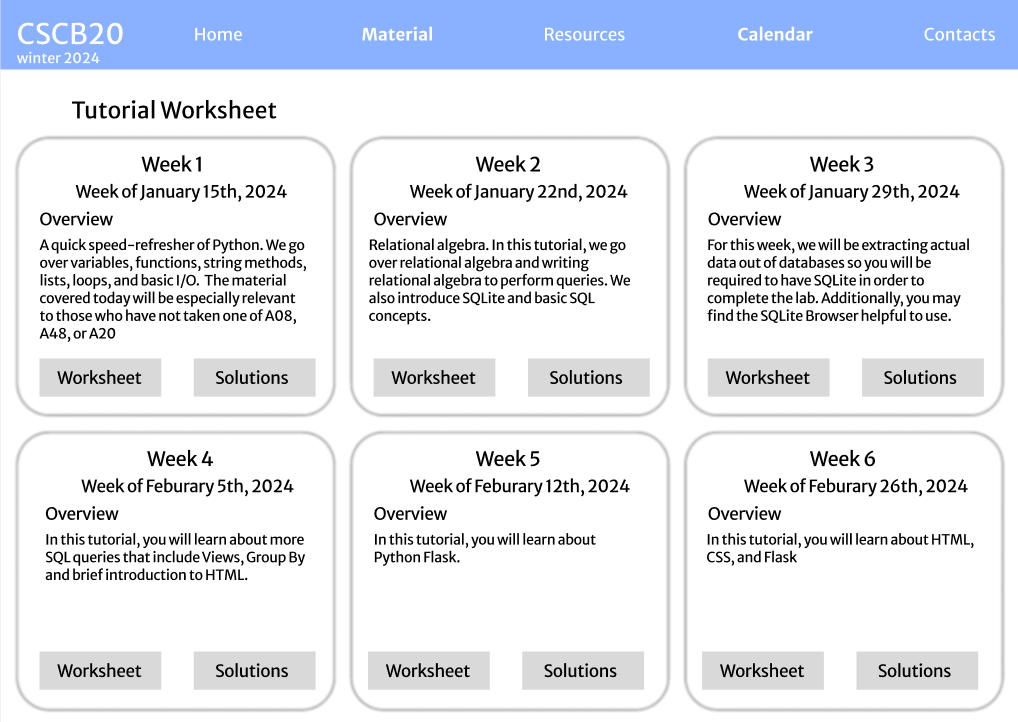 CSCB20
winter 2024
Home
Material
Resources
Calendar
Contacts
Tutorial Worksheet
Week 1
Week of January 15th, 2024
Overview
A quick speed-refresher of Python. We go
over variables, functions, string methods,
lists, loops, and basic I/O. The material
covered today will be especially relevant
to those who have not taken one of A08,
A48, or A20
Worksheet
Solutions
Week 2
Week of January 22nd, 2024
Overview
Relational algebra. In this tutorial, we go
over relational algebra and writing
relational algebra to perform queries. We
also introduce SQLite and basic SQL
concepts.
Worksheet
Solutions
Week 3
Week of January 29th, 2024
Overview
For this week, we will be extracting actual
data out of databases so you will be
required to have SQLite in order to
complete the lab. Additionally, you may
find the SQLite Browser helpful to use.
Worksheet
Solutions
Week 4
Week of Feburary 5th, 2024
Overview
In this tutorial, you will learn about more
SQL queries that include Views, Group By
and brief introduction to HTML.
Worksheet
Solutions
Week 5
Week of Feburary 12th, 2024
Overview
In this tutorial, you will learn about
Python Flask.
Worksheet
Solutions
Week 6
Week of Feburary 26th, 2024
Overview
In this tutorial, you will learn about HTML,
CSS, and Flask
Worksheet
Solutions